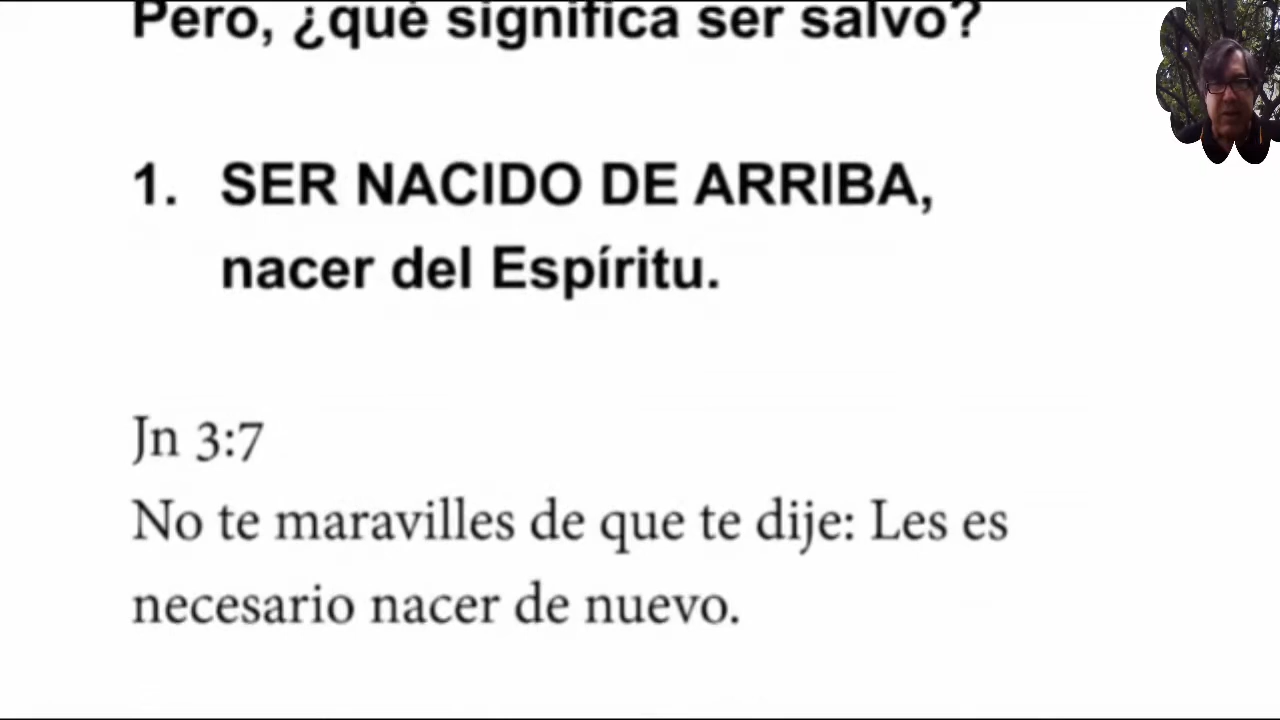 Pero, ¿qué significa ser salvo?
1. SER NACIDO DE ARRIBA,
nacer del Espíritu.
Jn 3:7
No te maravilles de que te dije: Les es
necesario nacer de nuevo.